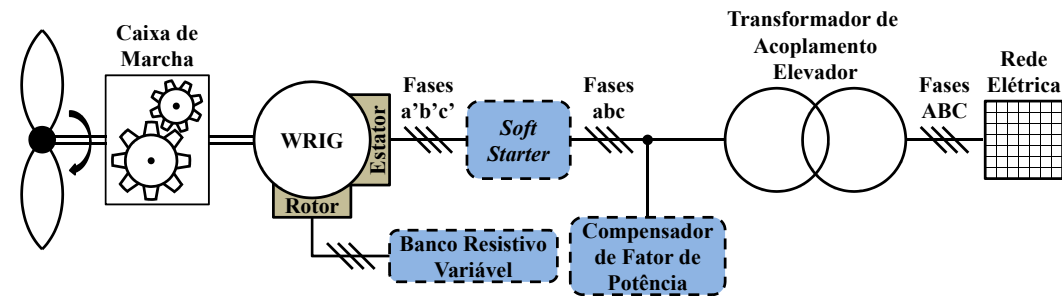 Caixa de
Marcha
WRIG
Estator
Rotor
Fases
a’b’c’
Soft
Starter
Fases
abc
Banco Resistivo
Variável
Compensador
de Fator de
Potência
Transformador de
Acoplamento
Elevador
Fases
ABC
Rede
Elétrica